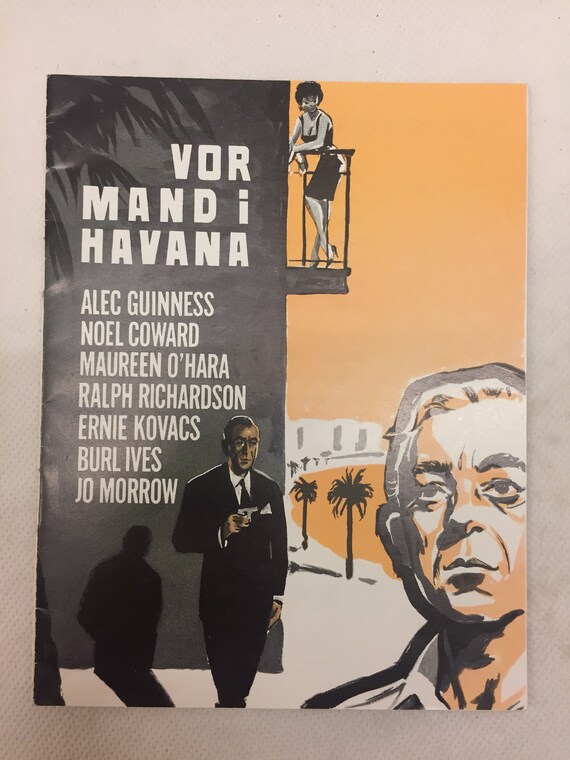 VOR
MAND i
HAVANA
ALEC GUINNESS
NOEL COWARD
MAUREEN O'HARA
RALPH RICHARDSON
ERNIE KOVACS
BURL IVES
JO MORROW